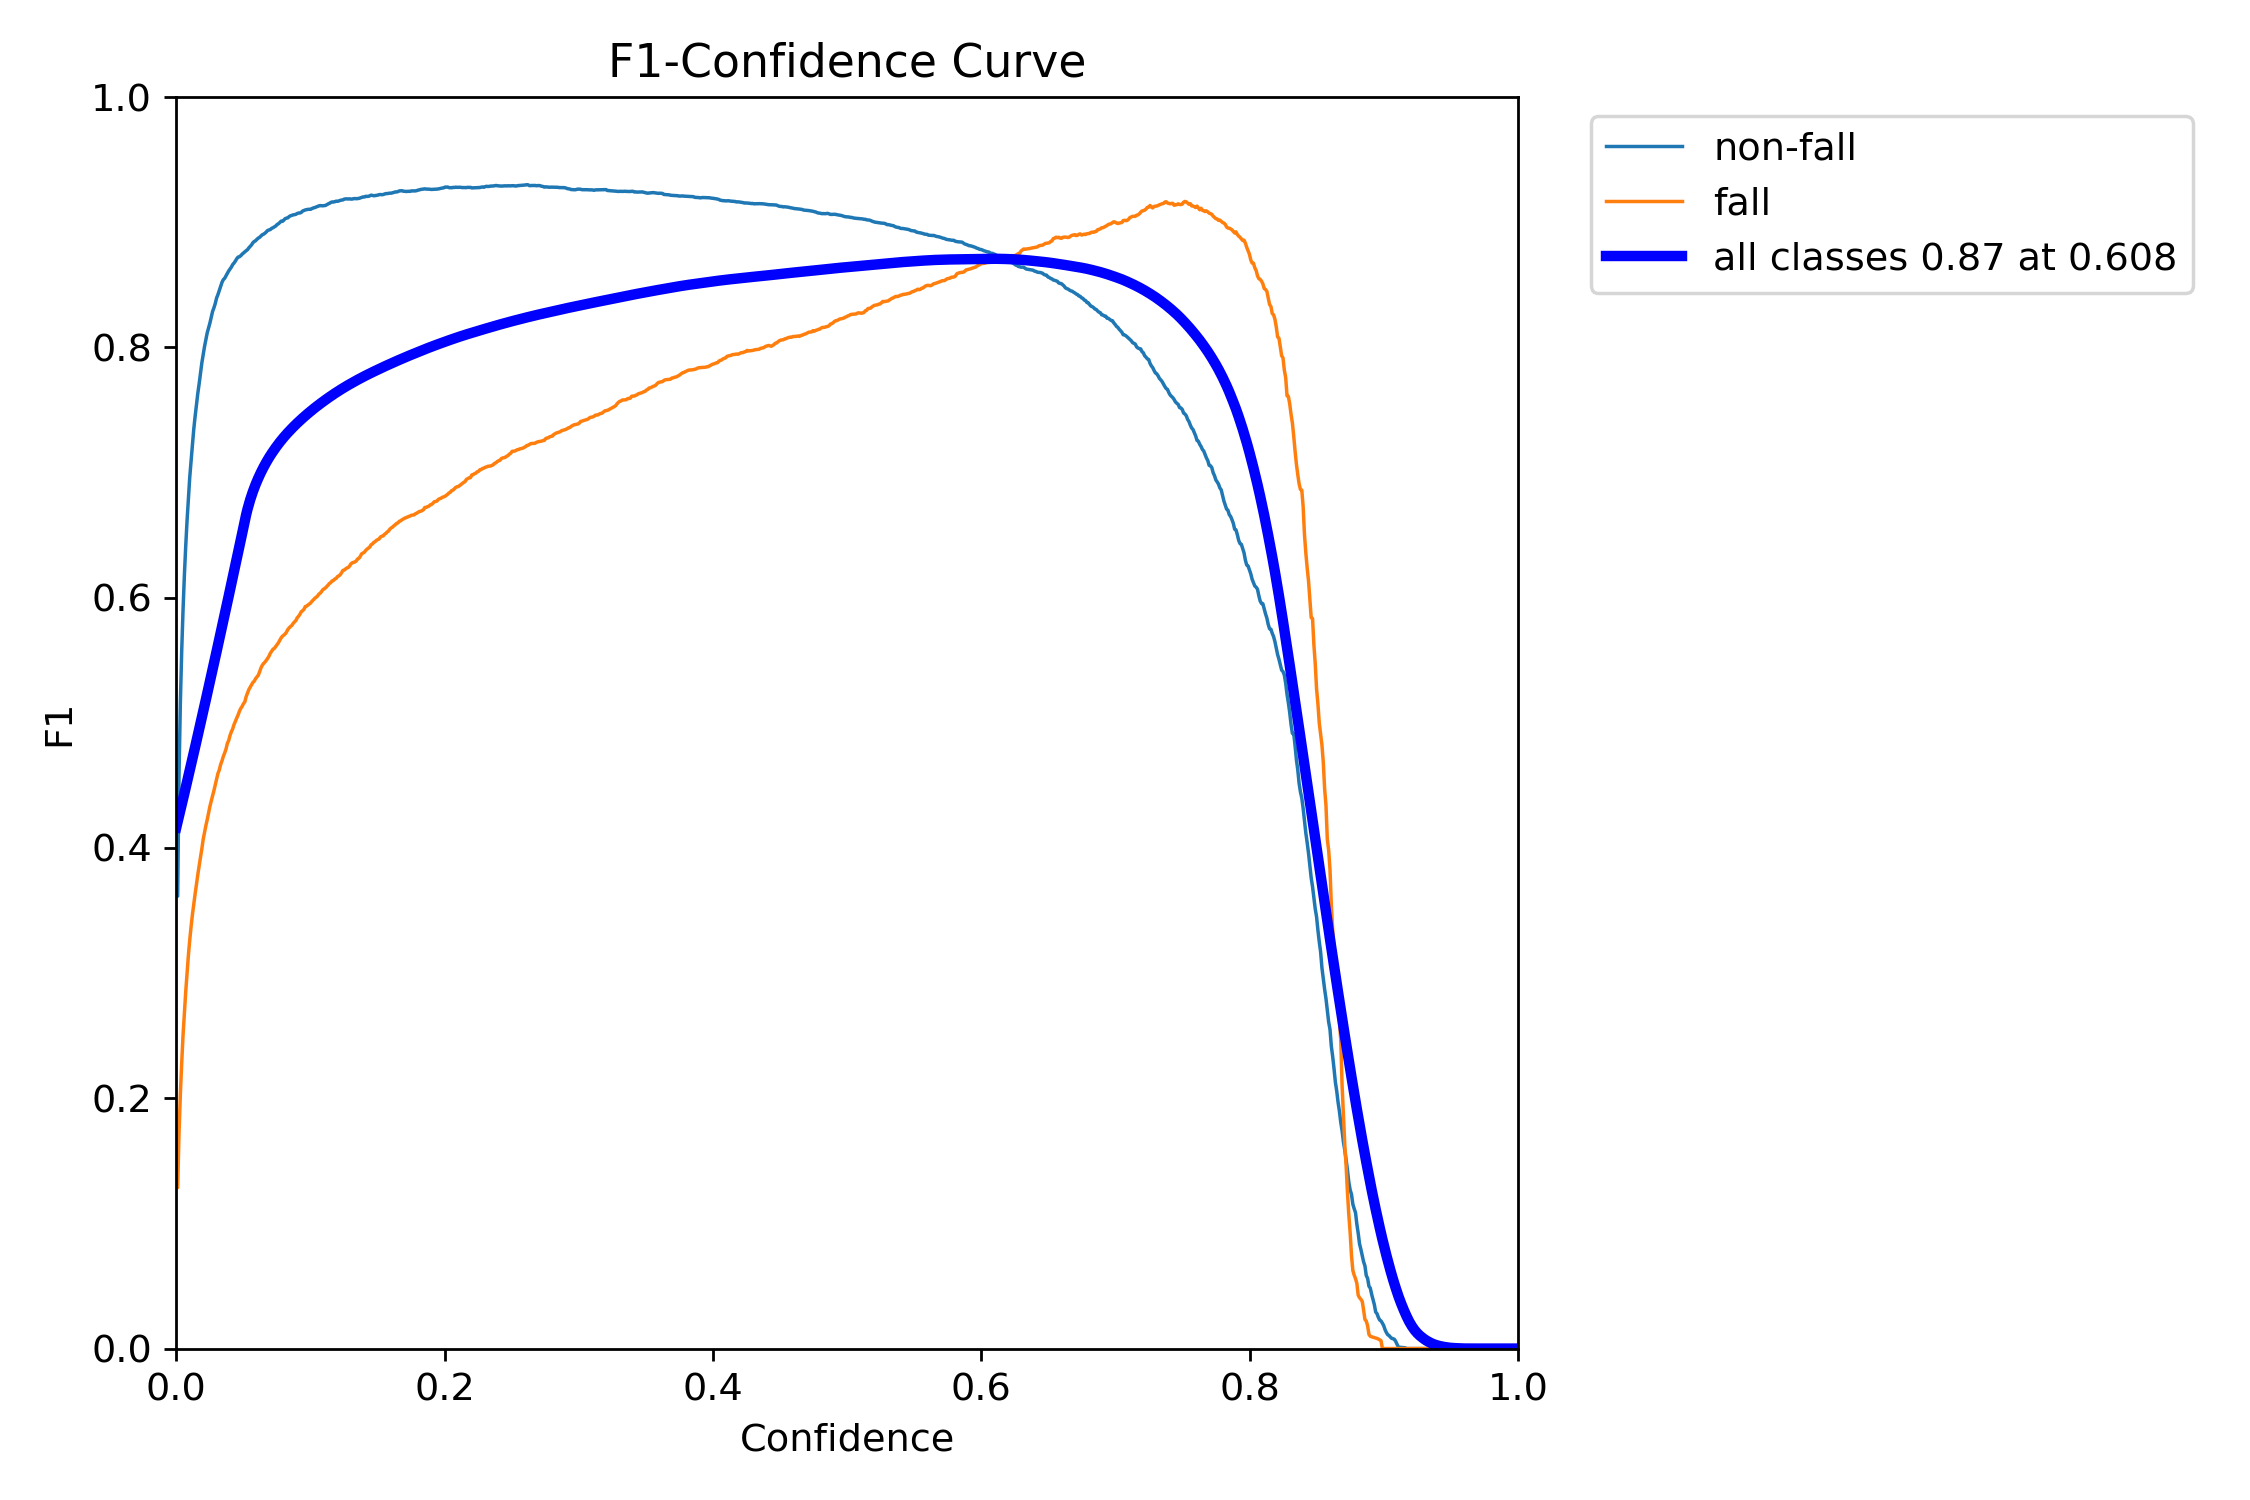 F1-Confidence Curve
1.0
0.8
0.6
0.4
0.2
0.0
F1
0.0 0.2 0.4 0.6 0.8 1.0
Confidence
non-fall
fall
all classes 0.87 at 0.608